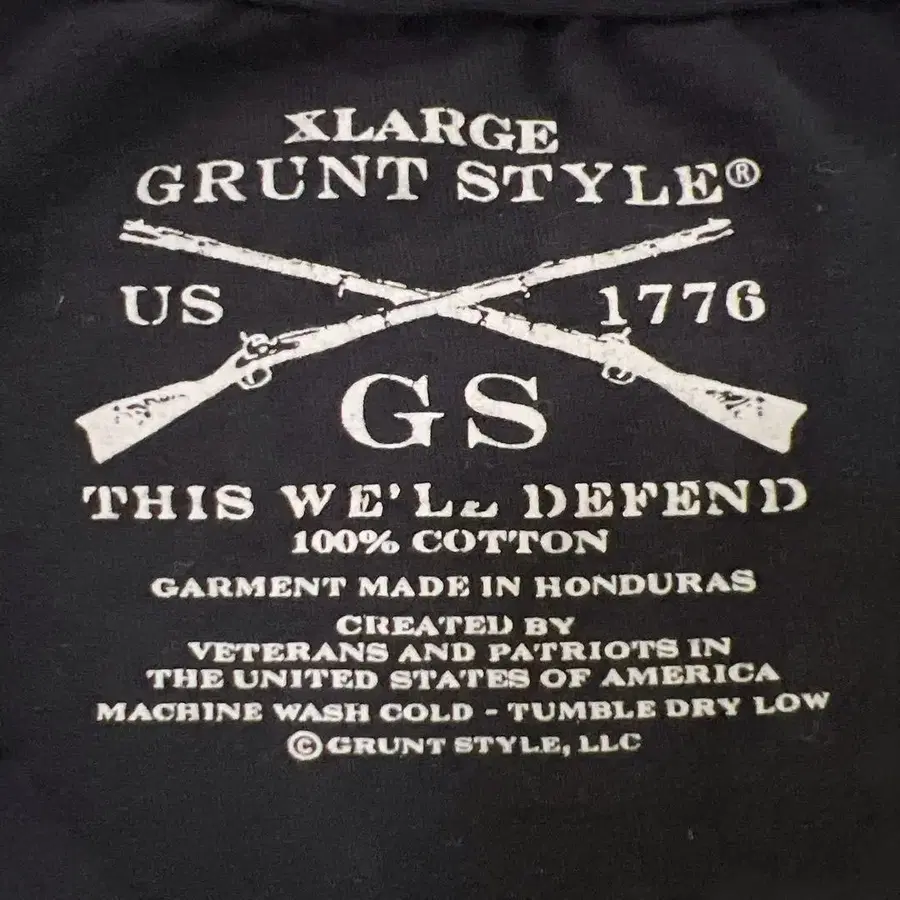 XLARGE
GRUNT STYLE®
US 1776
GS
THIS WE'LL DEFEND
100% COTTON
GARMENT MADE IN HONDURAS
CREATED BY
VETERANS AND PATRIOTS IN
THE UNITED STATES OF AMERICA
MACHINE WASH COLD - TUMBLE DRY LOW
© GRUNT STYLE, LLC